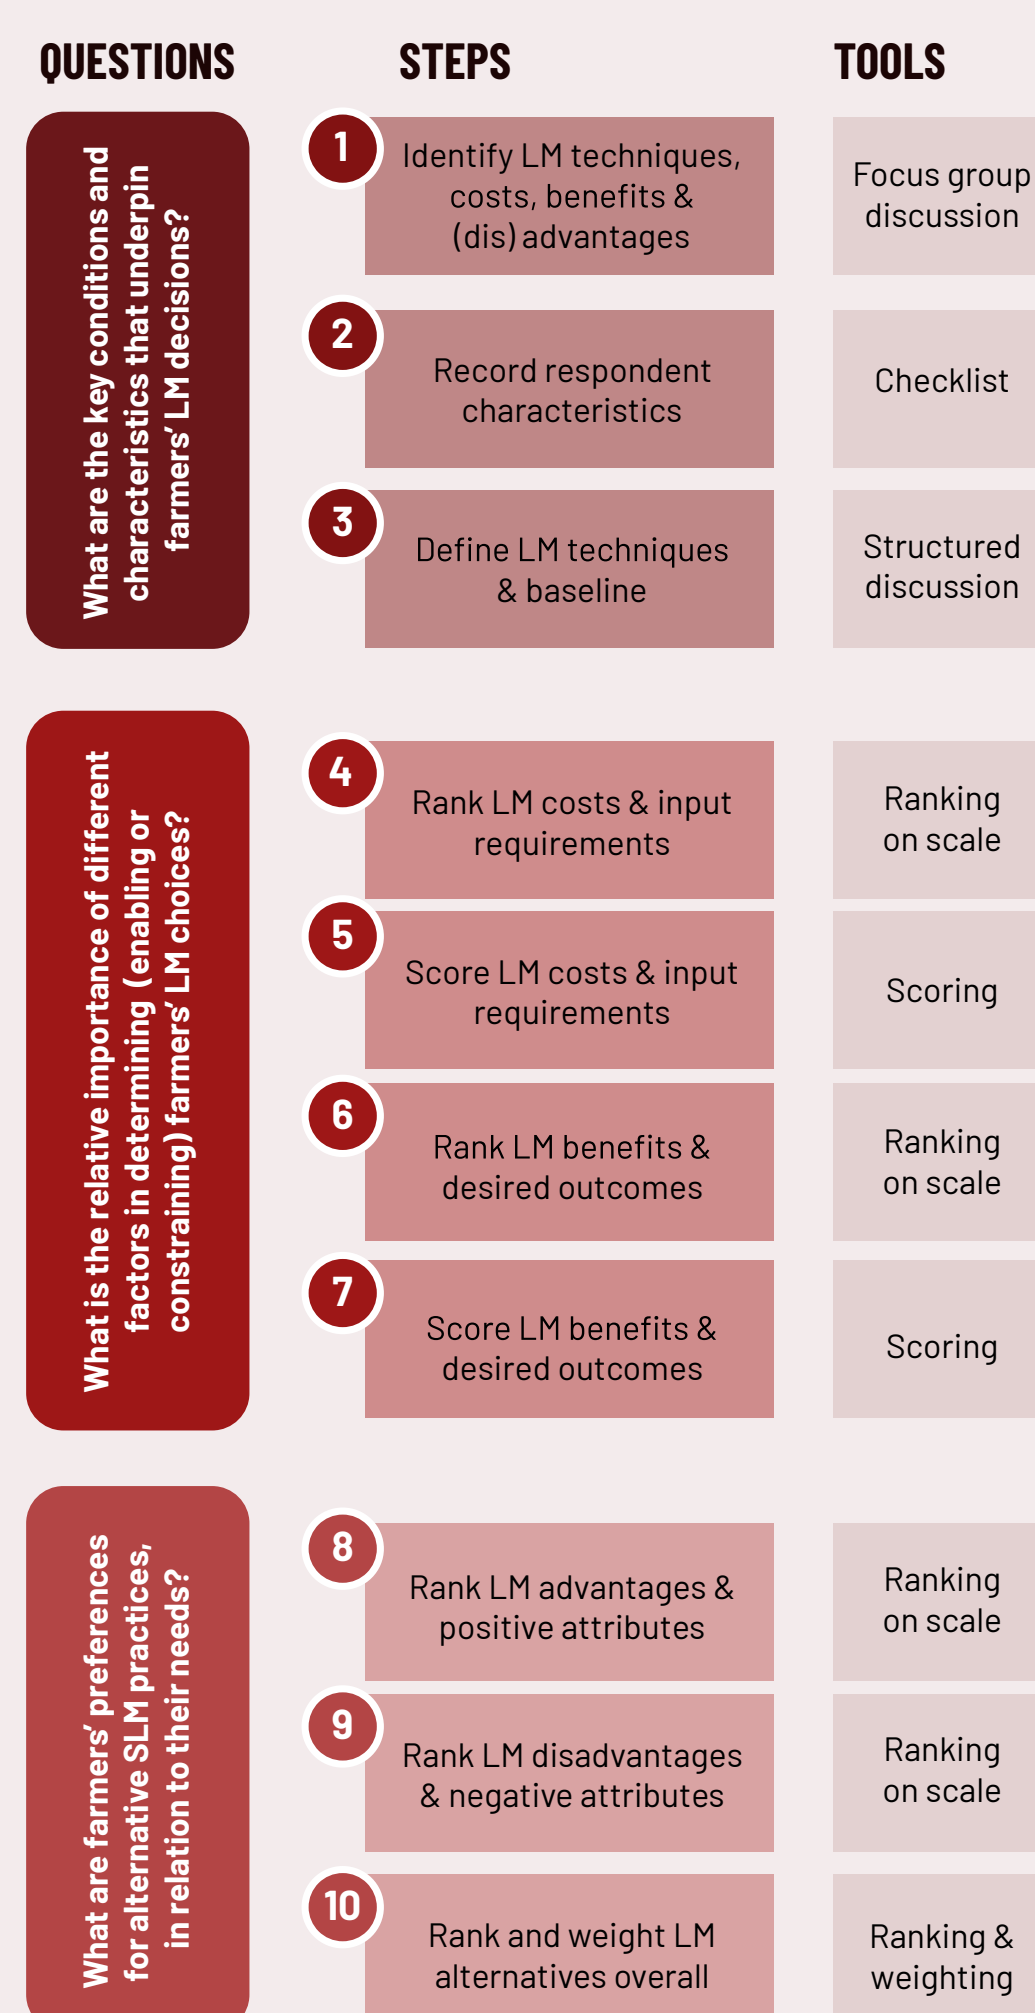 QUESTIONS
STEPS
TOOLS
What are the key conditions and
characteristics that underpin
farmers' LM decisions?
1
Identify LM techniques,
costs, benefits &
(dis) advantages
Focus group
discussion
2
Record respondent
characteristics
Checklist
3
Define LM techniques
& baseline
Structured
discussion
What is the relative importance of different
factors in determining (enabling or
constraining) farmers' LM choices?
4
Rank LM costs & input
requirements
Ranking
on scale
5
Score LM costs & input
requirements
Scoring
6
Rank LM benefits &
desired outcomes
Ranking
on scale
7
Score LM benefits &
desired outcomes
Scoring
What are farmers' preferences
for alternative SLM practices,
in relation to their needs?
8
Rank LM advantages &
positive attributes
Ranking
on scale
9
Rank LM disadvantages
& negative attributes
Ranking
on scale
10
Rank and weight LM
alternatives overall
Ranking &
weighting